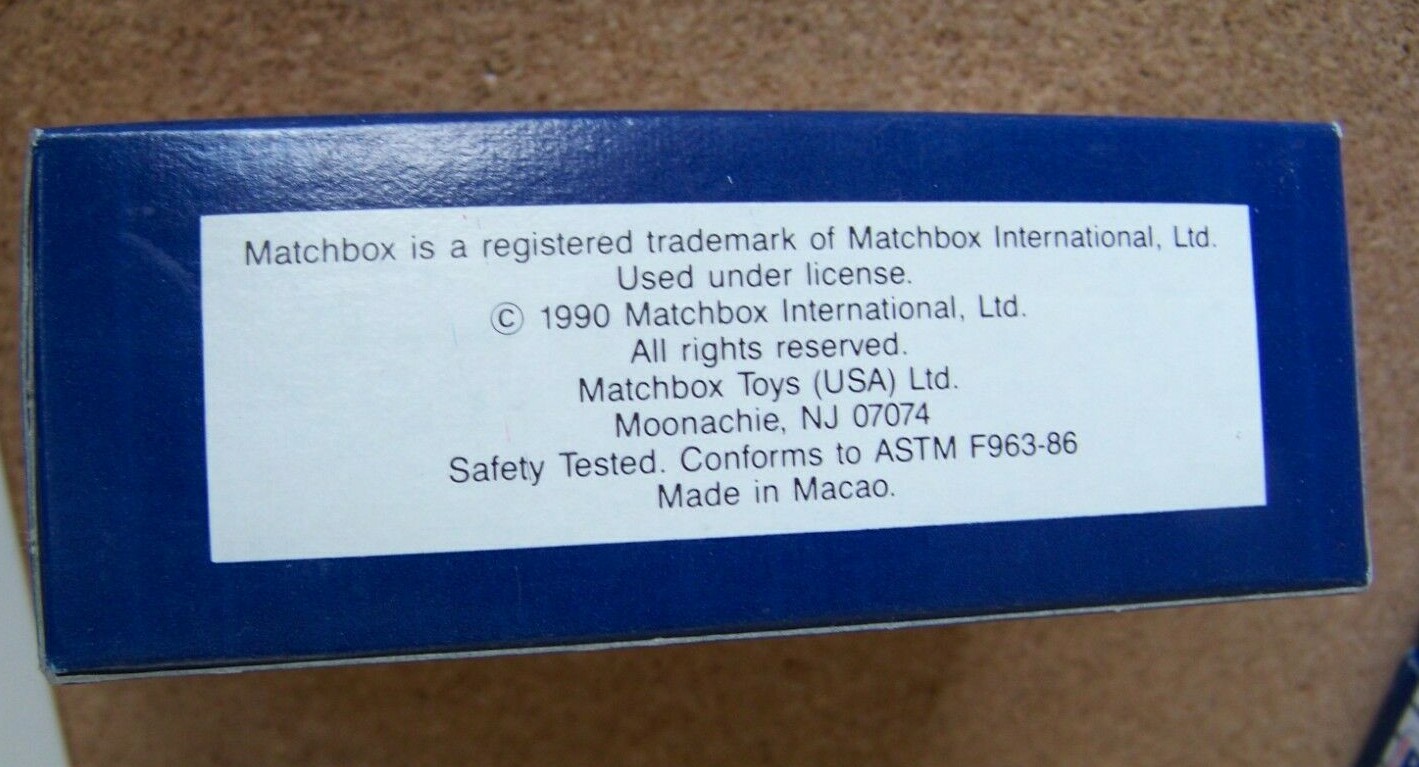 Matchbox is a registered trademark of Matchbox International, Ltd.
Used under license.
© 1990 Matchbox International, Ltd.
All rights reserved.
Matchbox Toys (USA) Ltd.
Moonachie, NJ 07074
Safety Tested. Conforms to ASTM F963-86
Made in Macao.